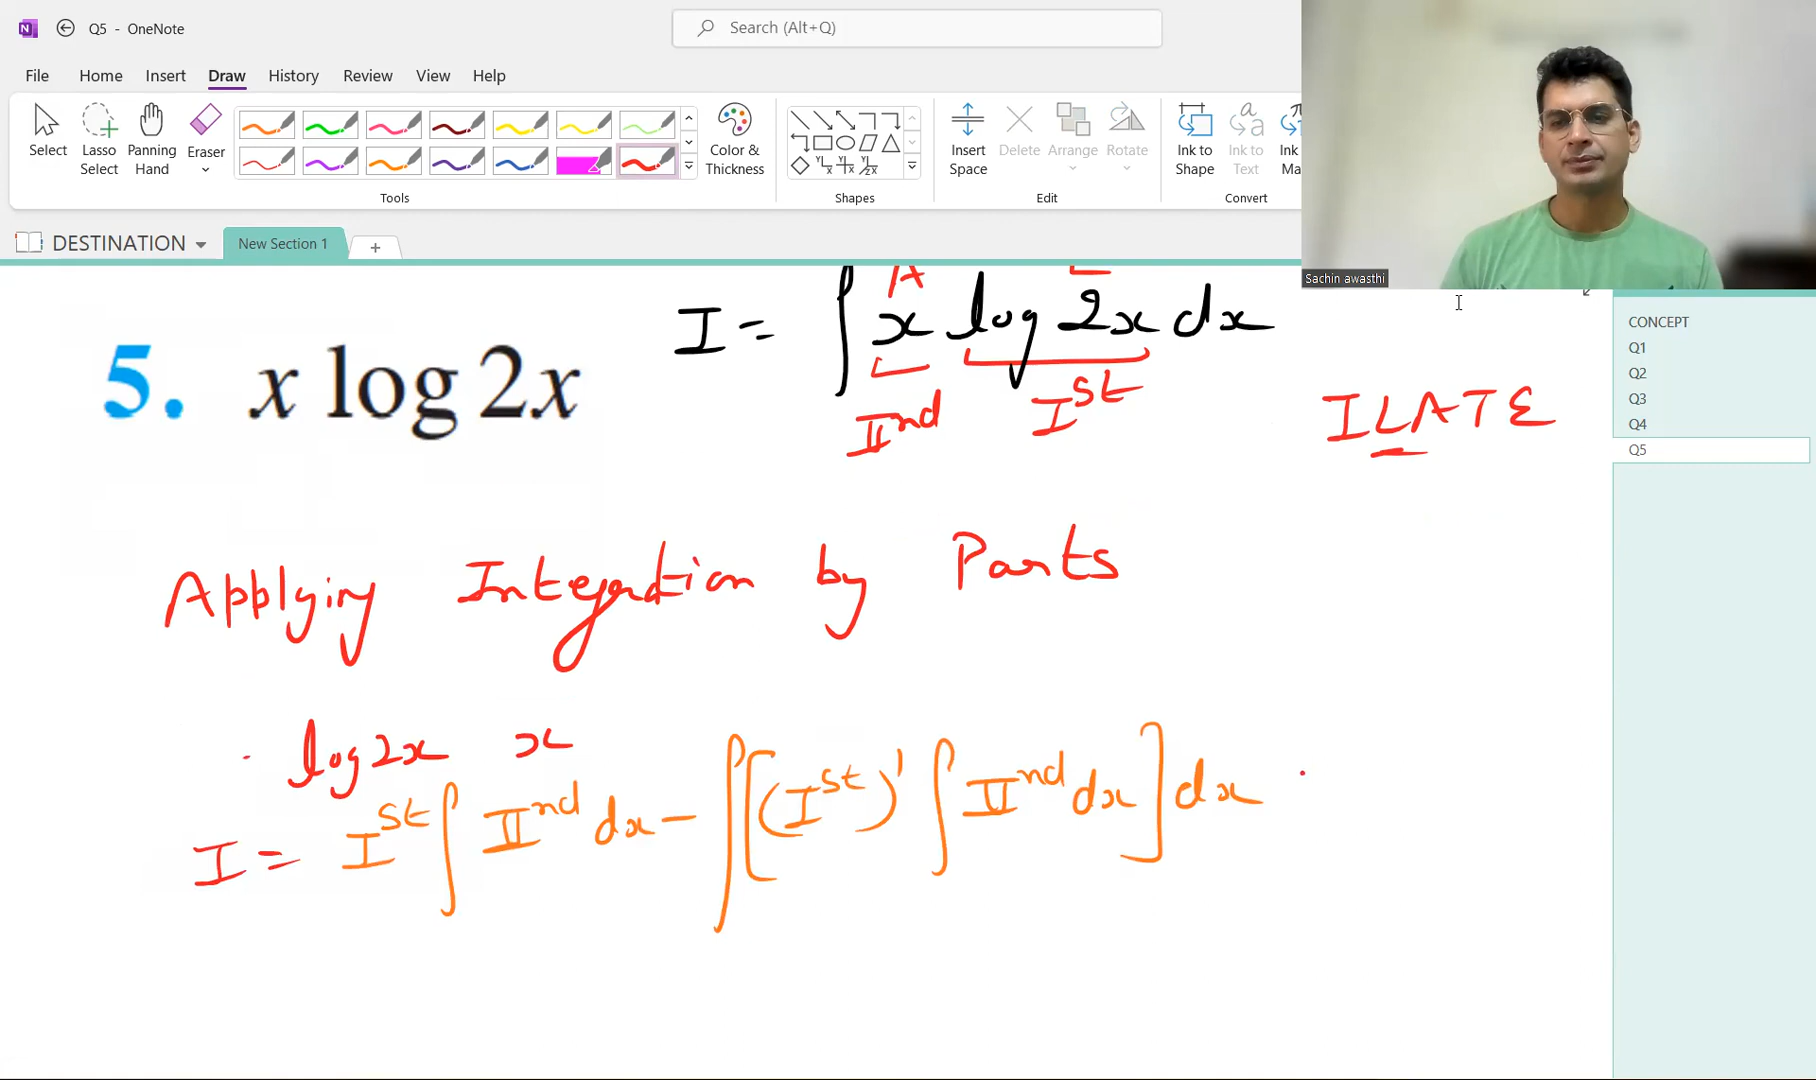 Q5 - OneNote
Search (Alt+Q)
File Home Insert Draw History Review View Help
Select
Lasso Select
Panning Hand
Eraser
Color & Thickness
Insert Space
Delete
Arrange
Rotate
Ink to Shape
Ink to Text
Ink Ma
Tools
Shapes
Edit
Convert
DESTINATION
New Section 1
+
Sachin awasthi
CONCEPT
Q1
Q2
Q3
Q4
Q5
A
I = ∫ x log 2x dx
IInd Ist
ILATE
5. x log 2x
Applying Integration by Parts
log 2x x
I = Ist ∫ IInd dx - ∫ [(Ist)' ∫ IInd dx] dx